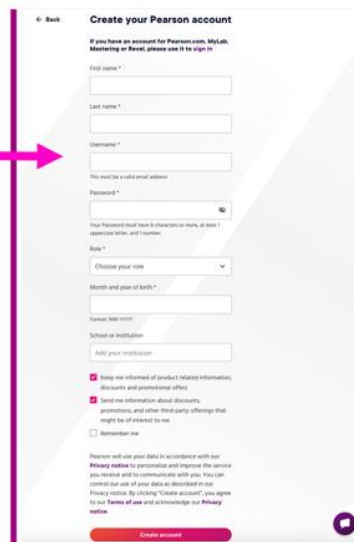 ← Back
Create your Pearson account
If you have an account for Pearson.com, MyLab,
Mastering or Revel, please use it to sign in
First name *
Last name *
Username *
This must be a valid email address
Password *
Your Password must have 8 characters or more, at least 1
uppercase letter, and 1 number.
Role *
Choose your role
Month and year of birth *
Format: MM-YYYY
School or institution
Add your institution
Keep me informed of product related information,
discounts and promotional offers
Send me information about discounts,
promotions, and other third-party offerings that
might be of interest to me
Remember me
Pearson will use your data in accordance with our
Privacy notice to personalize and improve the service
you receive and to communicate with you. You can
control our use of your data as described in our
Privacy notice. By clicking "Create account", you agree
to our Terms of use and acknowledge our Privacy
notice
Create account